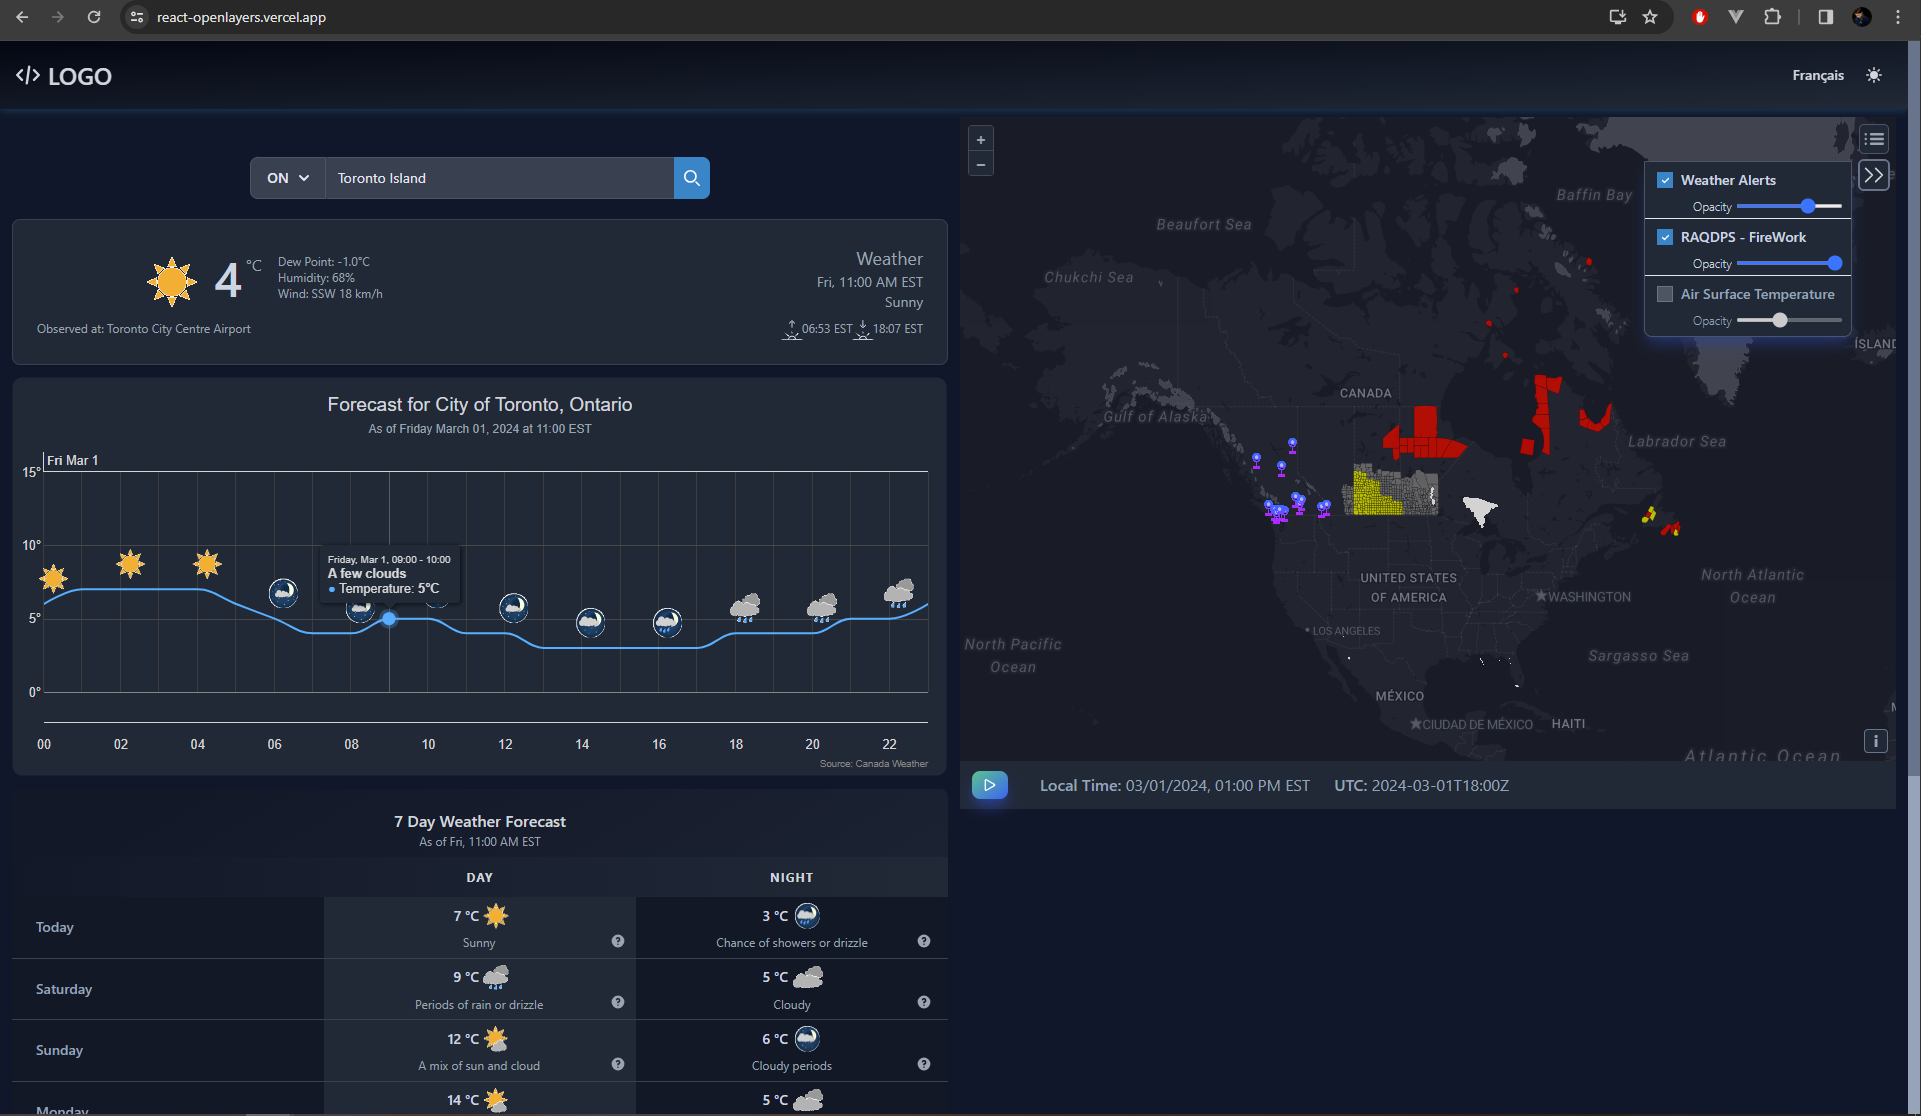 react-openlayers.vercel.app
</> LOGO
Français
ON
Toronto Island
4 °C
Dew Point: -1.0°C
Humidity: 68%
Wind: SSW 18 km/h
Observed at: Toronto City Centre Airport
Weather
Fri, 11:00 AM EST
Sunny
06:53 EST 18:07 EST
Forecast for City of Toronto, Ontario
As of Friday March 01, 2024 at 11:00 EST
Fri Mar 1
15°
10°
5°
0°
Friday, Mar 1, 09:00 - 10:00
A few clouds
Temperature: 5°C
00 02 04 06 08 10 12 14 16 18 20 22
Source: Canada Weather
7 Day Weather Forecast
As of Fri, 11:00 AM EST
DAY NIGHT
Today
7 °C
Sunny
3 °C
Chance of showers or drizzle
Saturday
9 °C
Periods of rain or drizzle
5 °C
Cloudy
Sunday
12 °C
A mix of sun and cloud
6 °C
Cloudy periods
Monday
14 °C
5 °C
+
−
Weather Alerts
Opacity
RAQDPS - FireWork
Opacity
Air Surface Temperature
Opacity
Baffin Bay
Beaufort Sea
Chukchi Sea
ÍSLAND
CANADA
Gulf of Alaska
Labrador Sea
UNITED STATES
OF AMERICA
North Atlantic
Ocean
WASHINGTON
LOS ANGELES
North Pacific
Ocean
Sargasso Sea
MÉXICO
CIUDAD DE MÉXICO
HAITI
Atlantic Ocean
i
Local Time: 03/01/2024, 01:00 PM EST
UTC: 2024-03-01T18:00Z